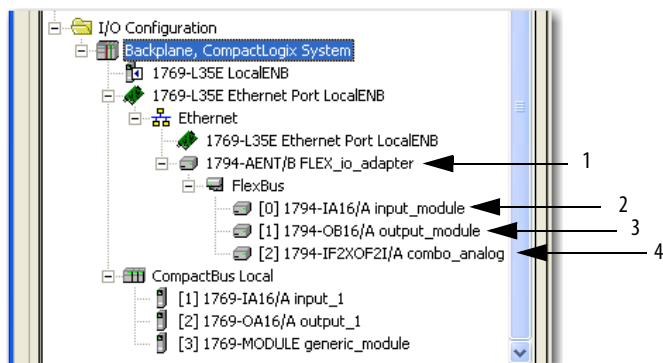 I/O Configuration
Backplane, CompactLogix System
1769-L35E LocalENB
1769-L35E Ethernet Port LocalENB
Ethernet
1769-L35E Ethernet Port LocalENB
1794-AENT/B FLEX_io_adapter 1
FlexBus
[0] 1794-IA16/A input_module 2
[1] 1794-OB16/A output_module 3
[2] 1794-IF2XOF2I/A combo_analog 4
CompactBus Local
[1] 1769-IA16/A input_1
[2] 1769-OA16/A output_1
[3] 1769-MODULE generic_module